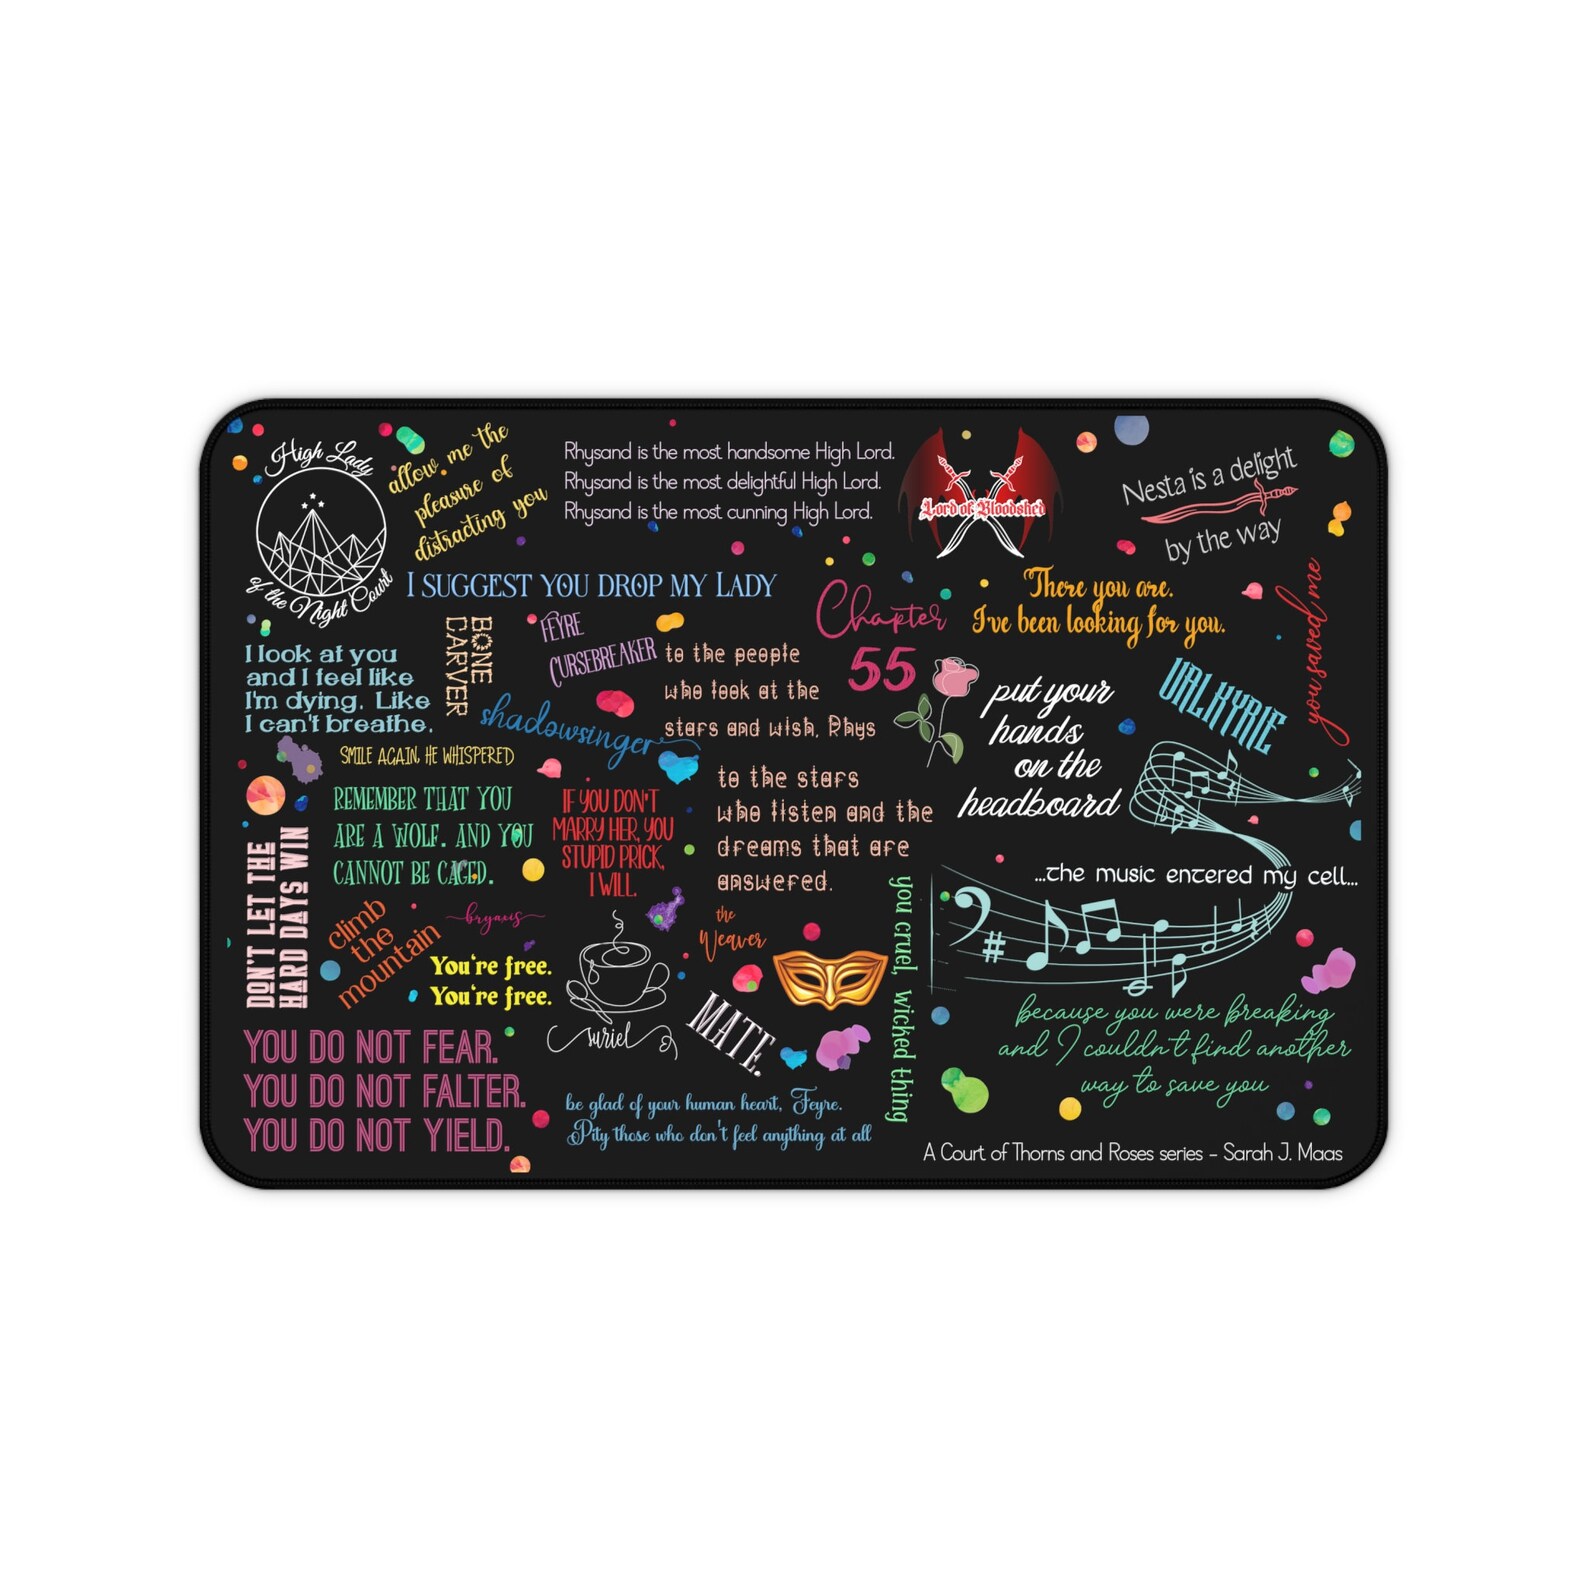 High Lady
of the Night Court
allow me the
pleasure of
distracting you
Rhysand is the most handsome High Lord.
Rhysand is the most delightful High Lord.
Rhysand is the most cunning High Lord.
Lord of Bloodshed
Nesta is a delight
by the way
I SUGGEST YOU DROP MY LADY
Chapter
55
There you are.
I've been looking for you.
you saved me
I look at you
and I feel like
I'm dying. Like
I can't breathe.
BONE
CARVER
FEYRE
CURSEBREAKER
shadowsinger
to the people
who look at the
stars and wish, Rhys
to the stars
who listen and the
dreams that are
answered.
put your
hands
on the
headboard
VALKYRIE
SMILE AGAIN, HE WHISPERED
REMEMBER THAT YOU
ARE A WOLF. AND YOU
CANNOT BE CAGED.
IF YOU DON'T
MARRY HER, YOU
STUPID PRICK,
I WILL.
DON'T LET THE
HARD DAYS WIN
climb
the
mountain
bryaxis
You're free.
You're free.
suriel
the
Weaver
MATE.
you cruel, wicked thing
...the music entered my cell...
because you were breaking
and I couldn't find another
way to save you
YOU DO NOT FEAR.
YOU DO NOT FALTER.
YOU DO NOT YIELD.
be glad of your human heart, Feyre.
Pity those who don't feel anything at all
A Court of Thorns and Roses series - Sarah J. Maas